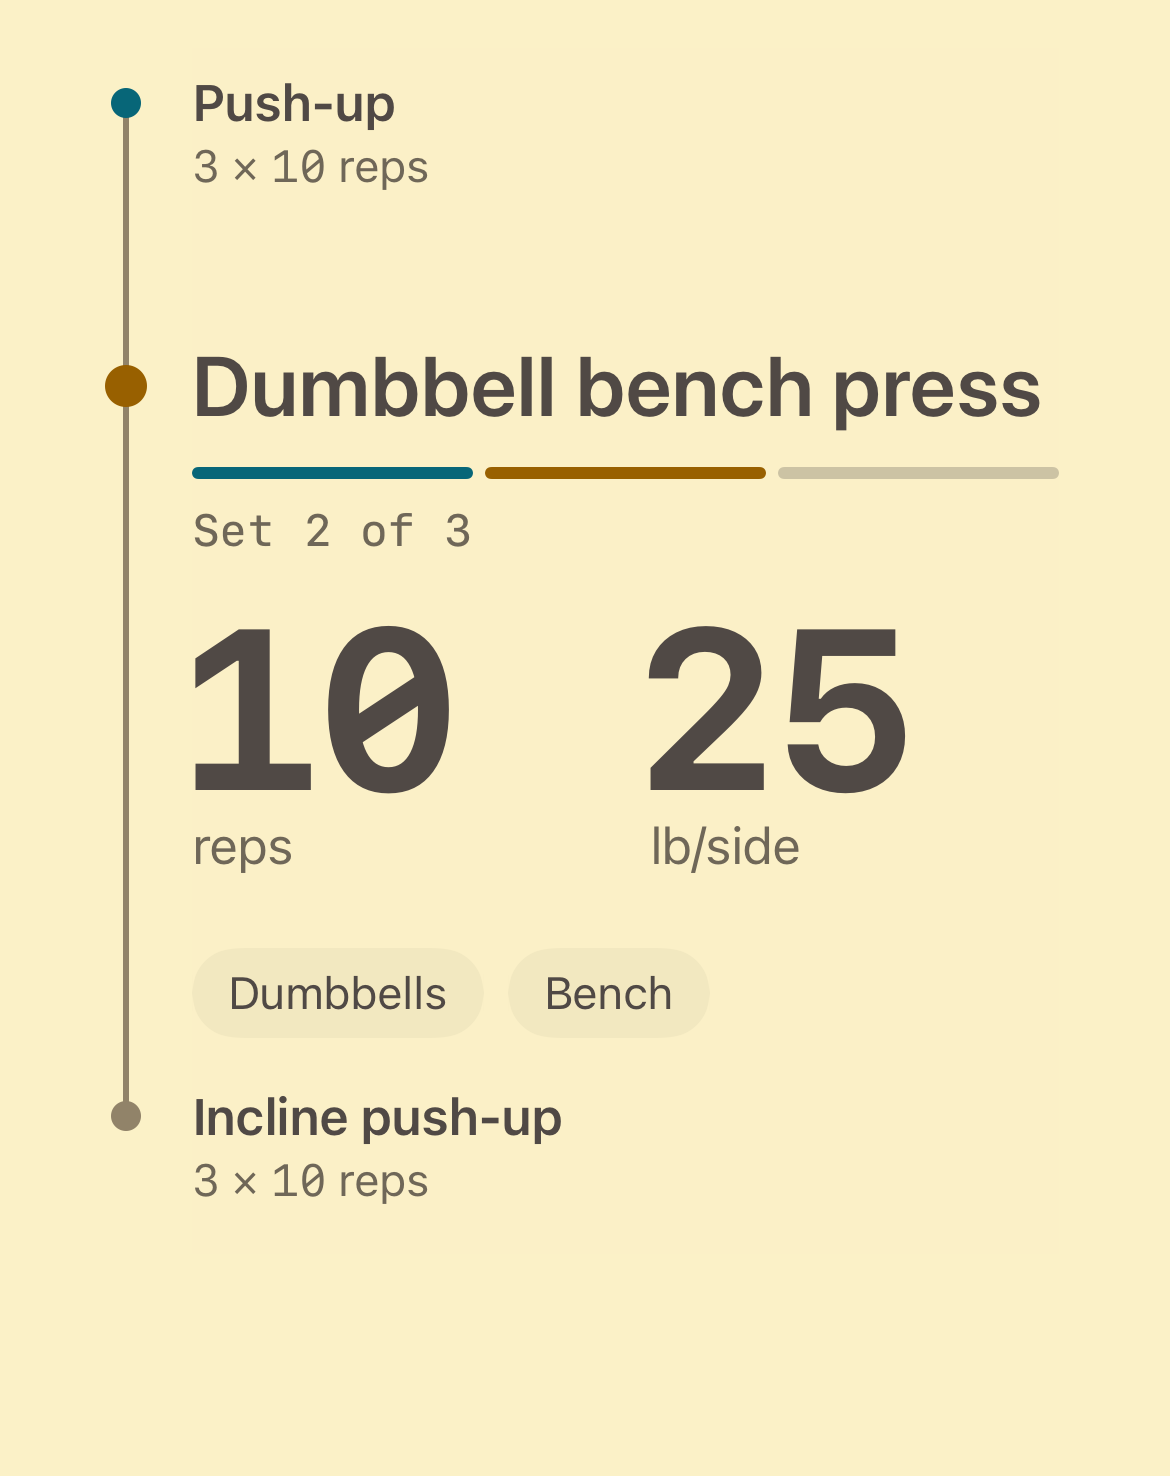 Push-up
3 × 10 reps
Dumbbell bench press
Set 2 of 3
10 25
reps lb/side
Dumbbells Bench
Incline push-up
3 × 10 reps